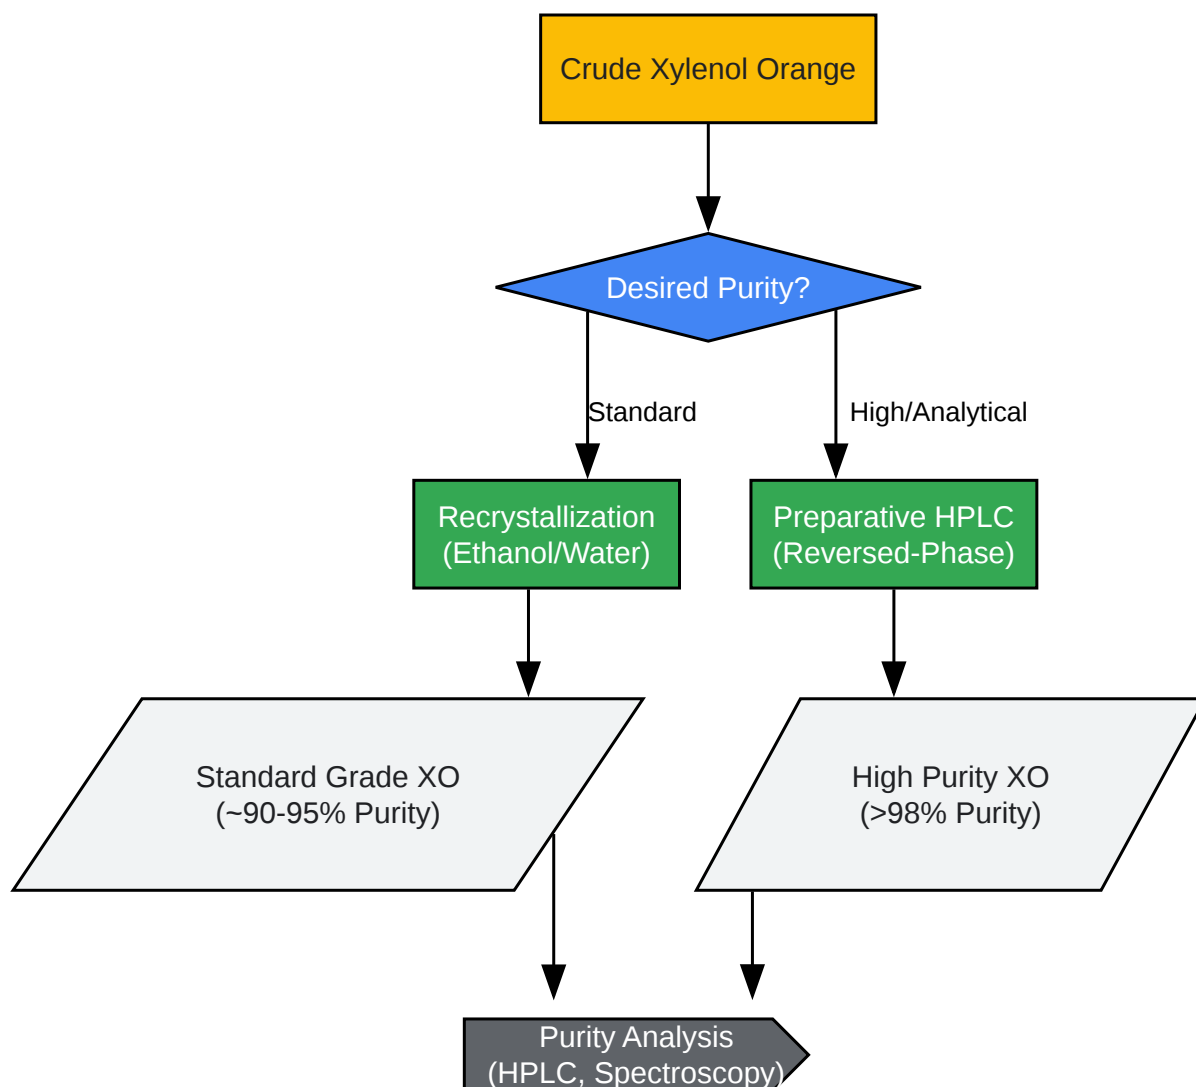 Crude Xylenol Orange
Desired Purity?
Standard
High/Analytical
Recrystallization
(Ethanol/Water)
Preparative HPLC
(Reversed-Phase)
Standard Grade XO
(~90-95% Purity)
High Purity XO
(>98% Purity)
Purity Analysis
(HPLC, Spectroscopy)